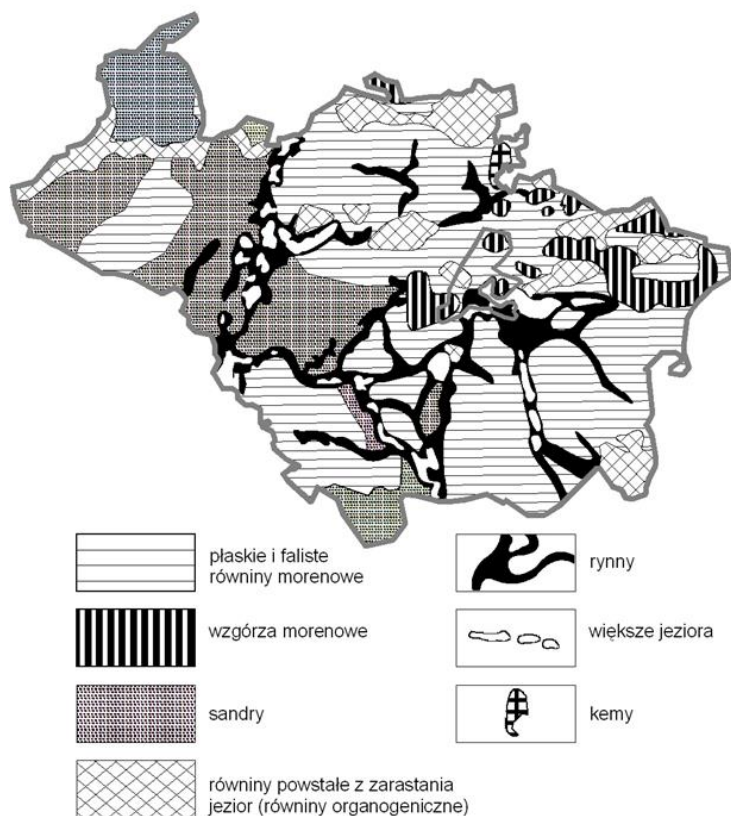 płaskie i faliste
równiny morenowe
wzgórza morenowe
sandry
równiny powstałe z zarastania
jezior (równiny organogeniczne)
rynny
większe jeziora
kemy